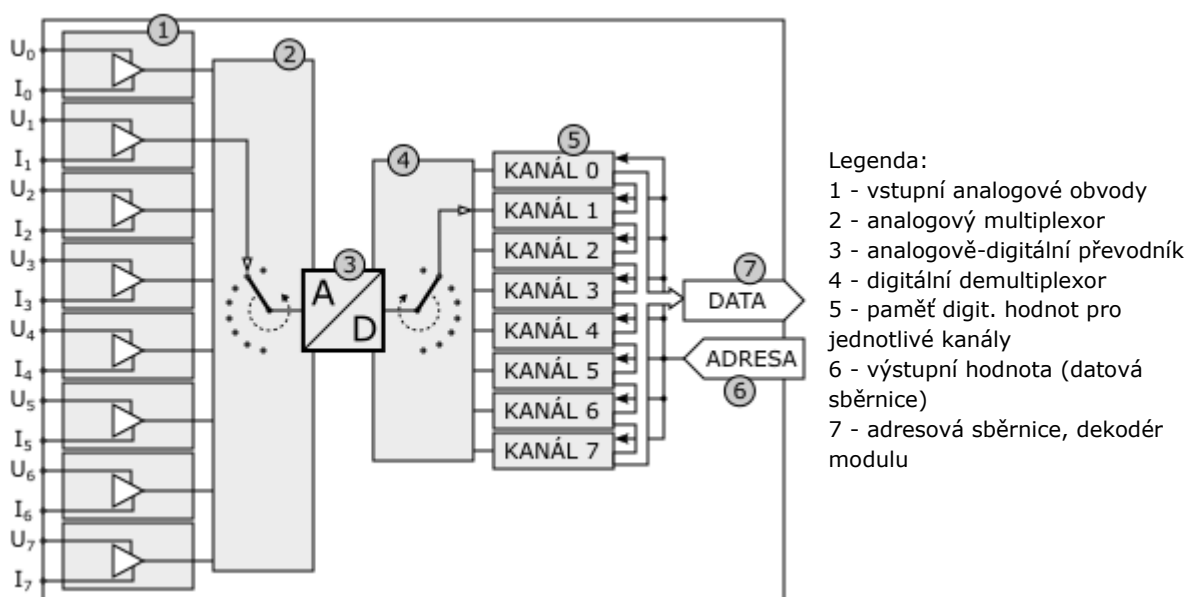 1
U0
I0
U1
I1
U2
I2
U3
I3
U4
I4
U5
I5
U6
I6
U7
I7
2
3
A
D
4
5
KANÁL 0
KANÁL 1
KANÁL 2
KANÁL 3
KANÁL 4
KANÁL 5
KANÁL 6
KANÁL 7
7
DATA
ADRESA
6
Legenda:
1 - vstupní analogové obvody
2 - analogový multiplexor
3 - analogově-digitální převodník
4 - digitální demultiplexor
5 - paměť digit. hodnot pro
jednotlivé kanály
6 - výstupní hodnota (datová
sběrnice)
7 - adresová sběrnice, dekodér
modulu